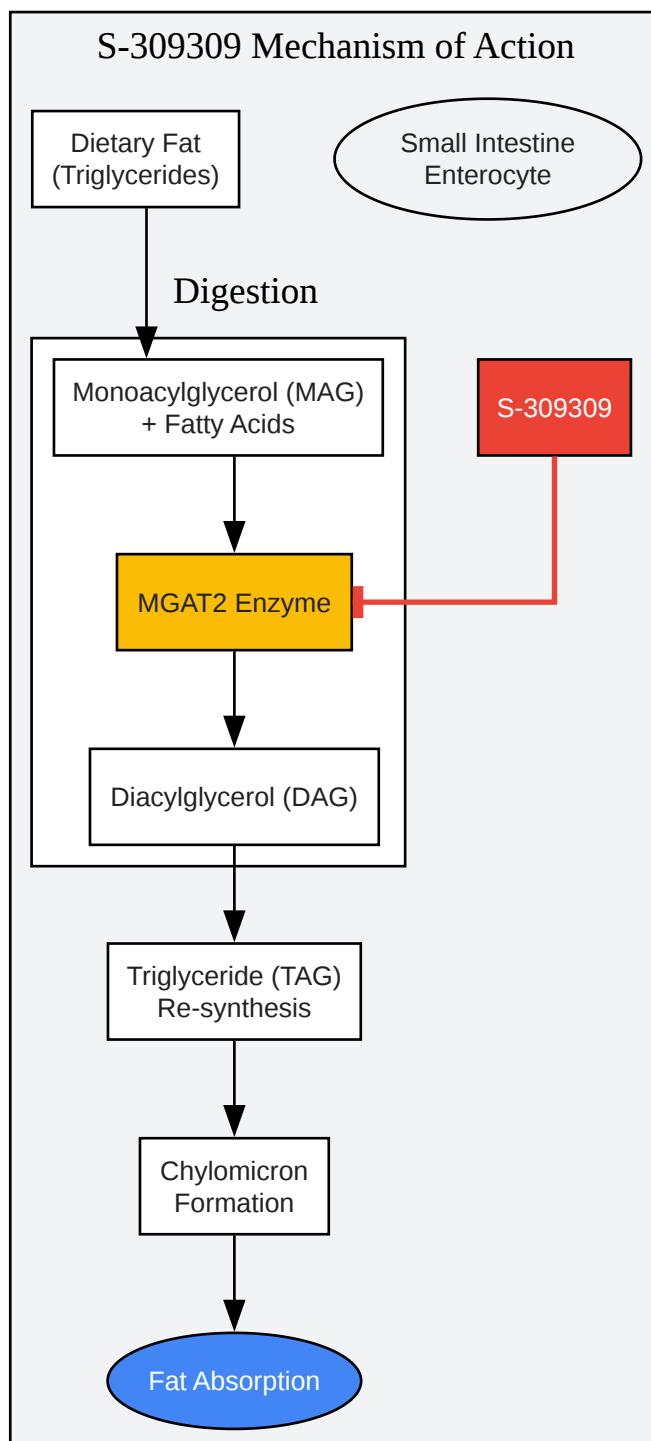 S-309309 Mechanism of Action
Dietary Fat
(Triglycerides)
Small Intestine
Enterocyte
Digestion
Monoacylglycerol (MAG)
+ Fatty Acids
S-309309
MGAT2 Enzyme
Diacylglycerol (DAG)
Triglyceride (TAG)
Re-synthesis
Chylomicron
Formation
Fat Absorption